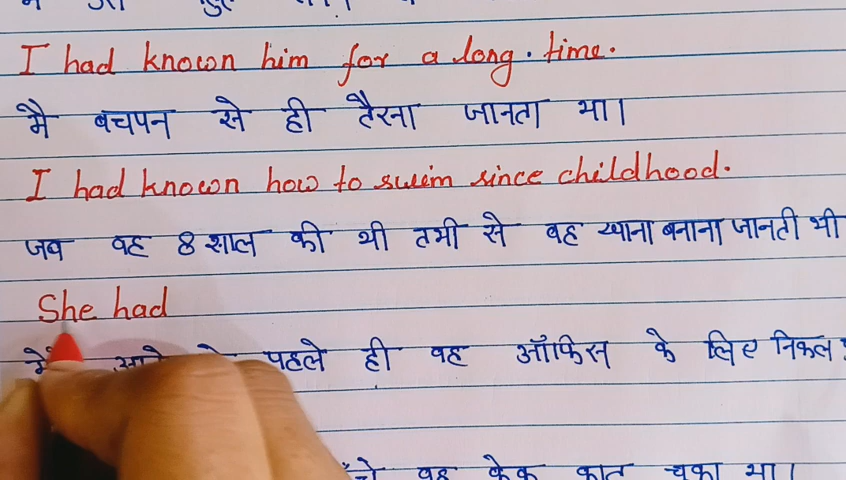 I had known him for a long. time.
मै बचपन से ही तैरना जानता था।
I had known how to swim since childhood.
जब वह 8 साल की थी तभी से वह खाना बनाना जानती थी
She had
पहले ही वह ऑफिस के लिए निकल
वह केक काट चुका था।